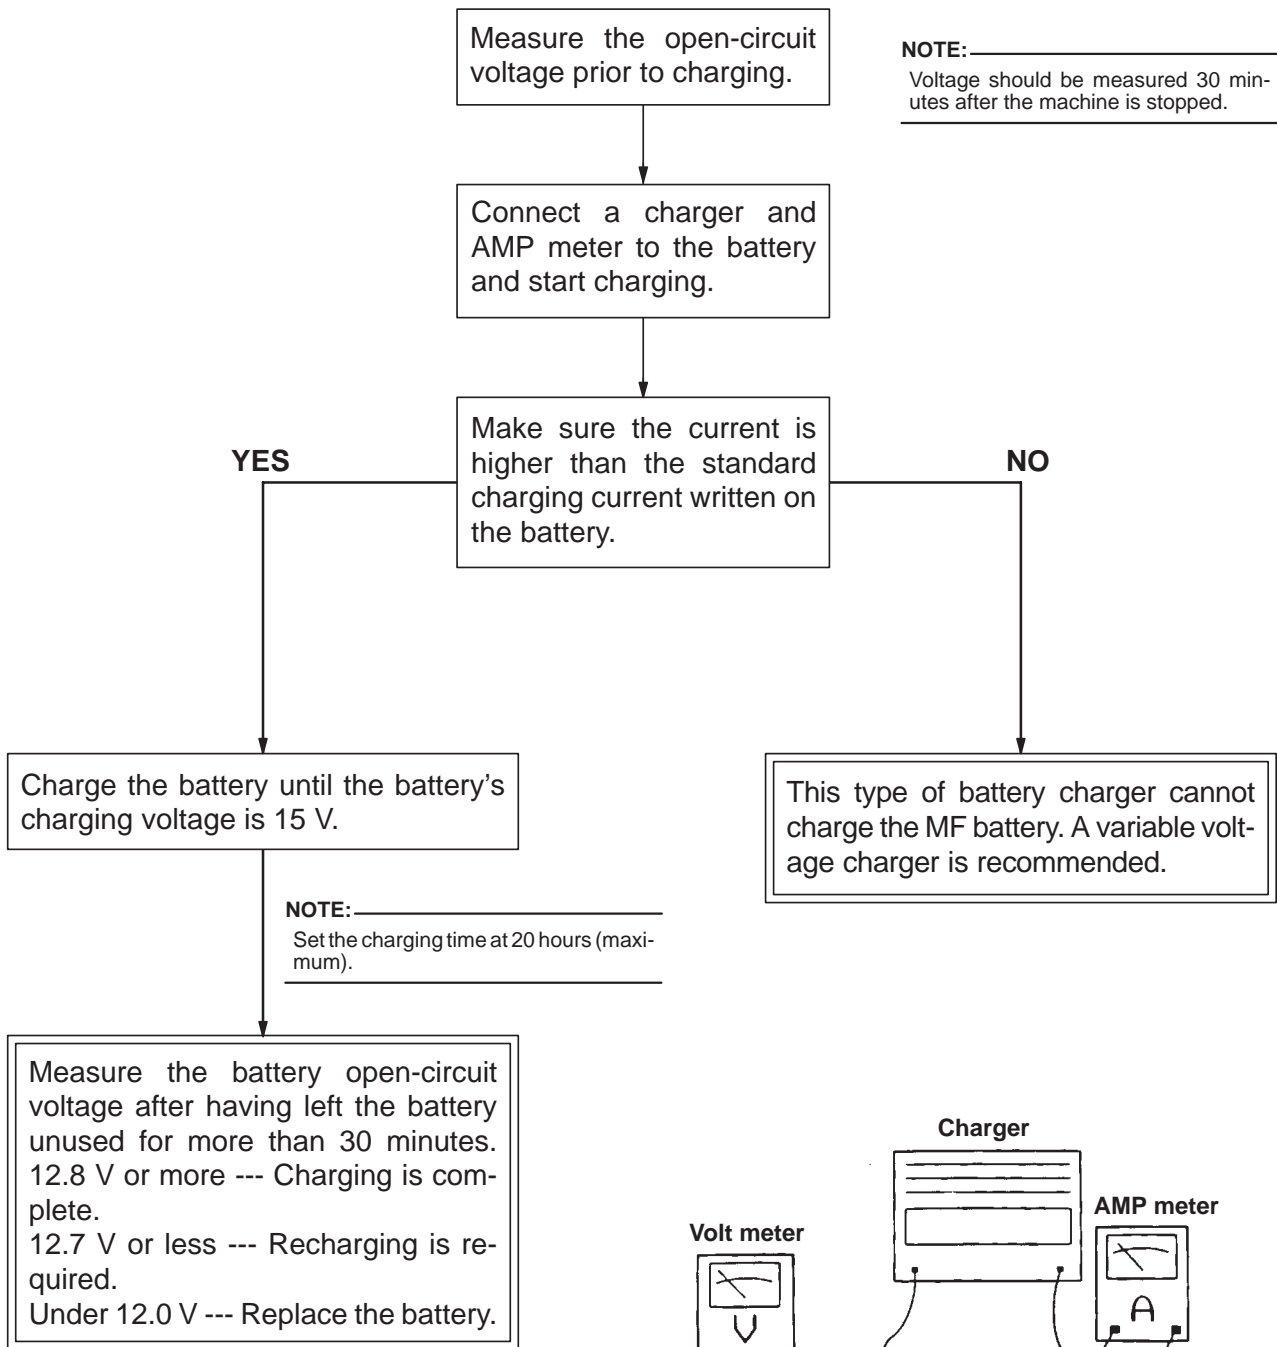 Measure the open-circuit
voltage prior to charging.
NOTE:
Voltage should be measured 30 min-
utes after the machine is stopped.
Connect a charger and
AMP meter to the battery
and start charging.
Make sure the current is
higher than the standard
charging current written on
the battery.
YES
NO
Charge the battery until the battery’s
charging voltage is 15 V.
This type of battery charger cannot
charge the MF battery. A variable volt-
age charger is recommended.
NOTE:
Set the charging time at 20 hours (maxi-
mum).
Measure the battery open-circuit
voltage after having left the battery
unused for more than 30 minutes.
12.8 V or more --- Charging is com-
plete.
12.7 V or less --- Recharging is re-
quired.
Under 12.0 V --- Replace the battery.
Charger
AMP meter
Volt meter
V
A